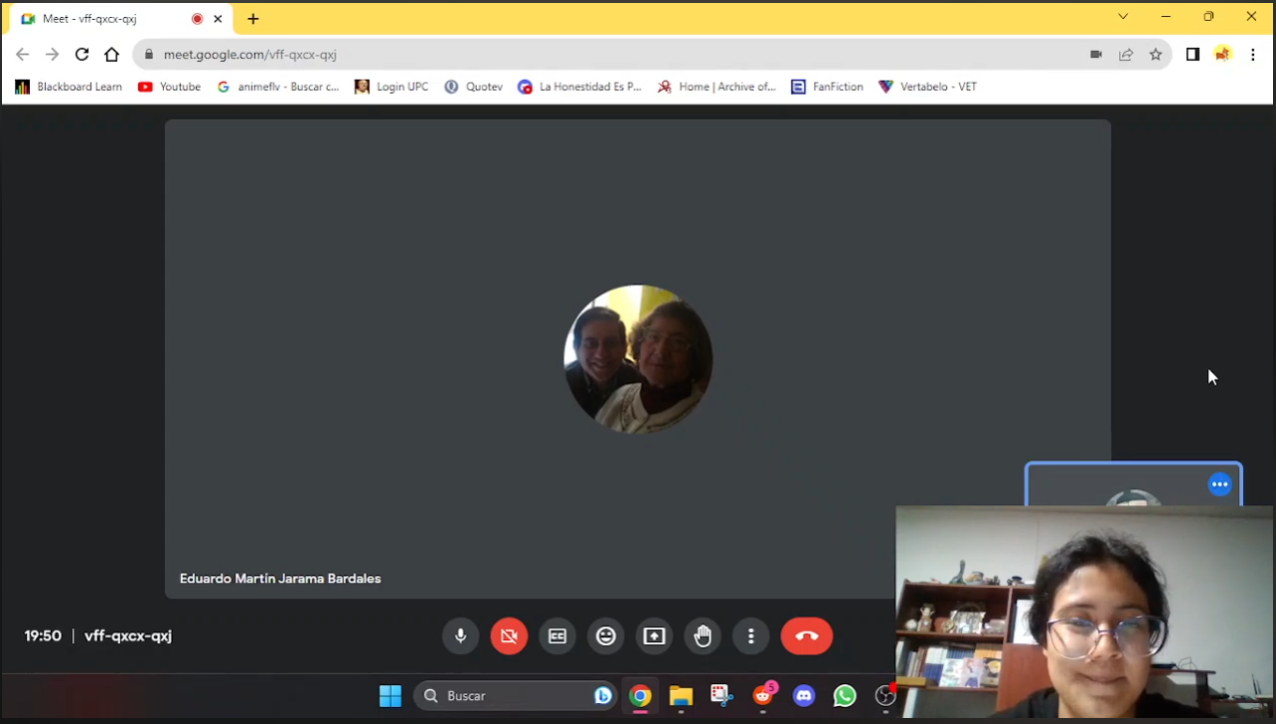 Meet - vff-qxcx-qxj
meet.google.com/vff-qxcx-qxj
Blackboard Learn
Youtube
animeflv - Buscar c...
Login UPC
Quotev
La Honestidad Es P...
Home | Archive of...
FanFiction
Vertabelo - VET
Eduardo Martín Jarama Bardales
19:50 | vff-qxcx-qxj
CC
Buscar
5